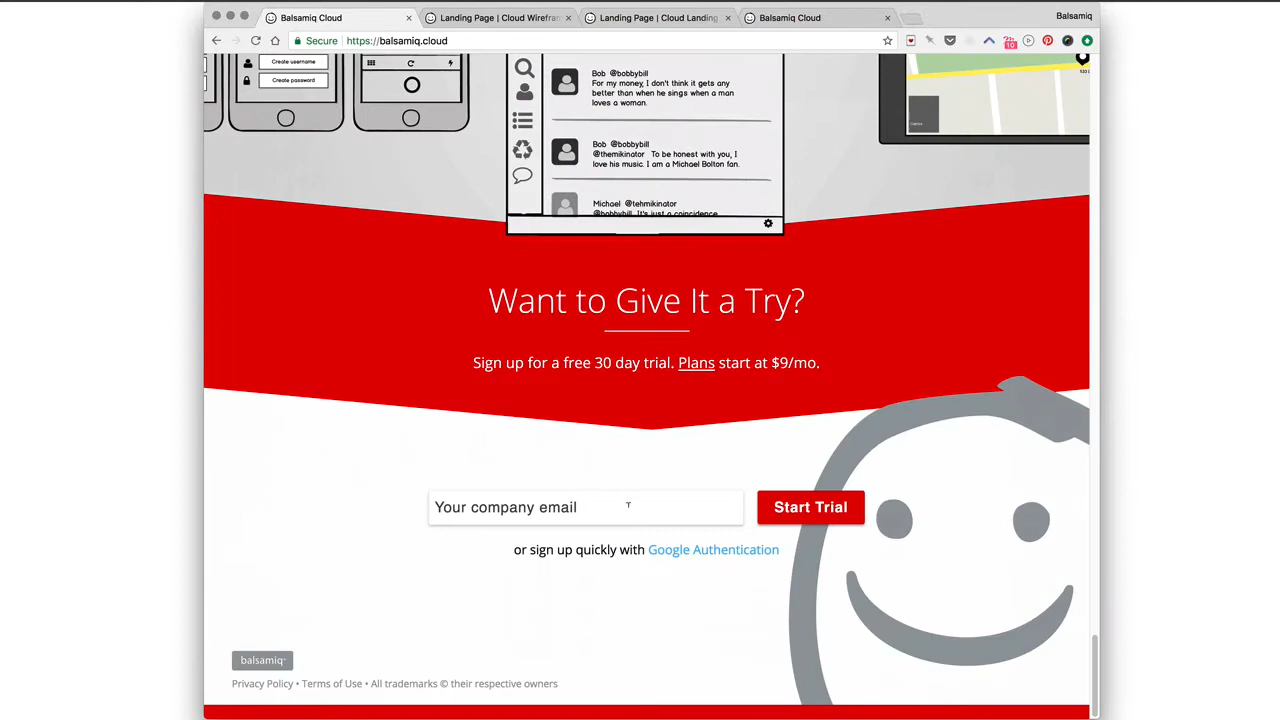 Balsamiq Cloud
Landing Page | Cloud Wirefran
Landing Page | Cloud Landing
Balsamiq Cloud
Balsamiq
Secure
https://balsamiq.cloud
10
Create username
Create password
Bob @bobbybill
For my money, I don't think it gets any
better than when he sings when a man
loves a woman.
Bob @bobbybill
@themikinator To be honest with you, I
love his music. I am a Michael Bolton fan.
Michael @tehmikinator
@bobbybill It's just a coincidence
Want to Give It a Try?
Sign up for a free 30 day trial. Plans start at $9/mo.
Your company email
Start Trial
or sign up quickly with Google Authentication
balsamiq
Privacy Policy • Terms of Use • All trademarks © their respective owners